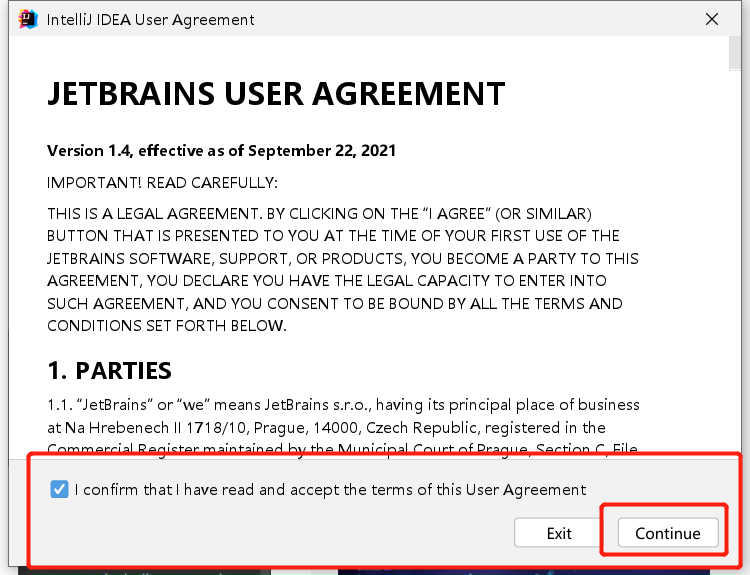 IntelliJ IDEA User Agreement
JETBRAINS USER AGREEMENT
Version 1.4, effective as of September 22, 2021
IMPORTANT! READ CAREFULLY:
THIS IS A LEGAL AGREEMENT. BY CLICKING ON THE “I AGREE” (OR SIMILAR)
BUTTON THAT IS PRESENTED TO YOU AT THE TIME OF YOUR FIRST USE OF THE
JETBRAINS SOFTWARE, SUPPORT, OR PRODUCTS, YOU BECOME A PARTY TO THIS
AGREEMENT, YOU DECLARE YOU HAVE THE LEGAL CAPACITY TO ENTER INTO
SUCH AGREEMENT, AND YOU CONSENT TO BE BOUND BY ALL THE TERMS AND
CONDITIONS SET FORTH BELOW.
1. PARTIES
1.1. “JetBrains” or “we” means JetBrains s.r.o., having its principal place of business
at Na Hrebenech II 1718/10, Prague, 14000, Czech Republic, registered in the
Commercial Register maintained by the Municipal Court of Prague, Section C, File
I confirm that I have read and accept the terms of this User Agreement
Exit
Continue